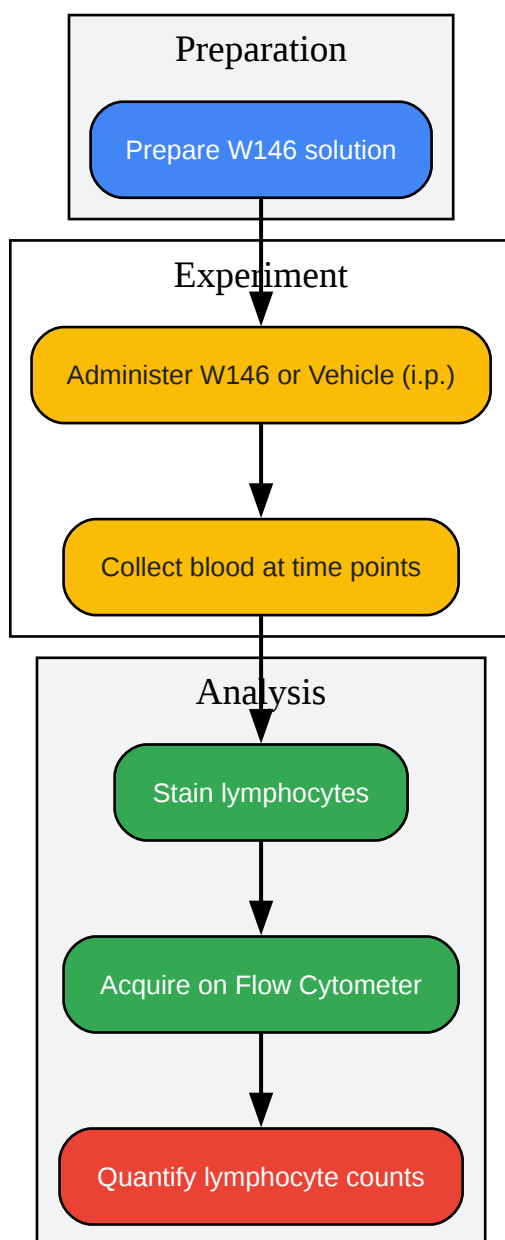 Preparation
Prepare W146 solution
Experiment
Administer W146 or Vehicle (i.p.)
Collect blood at time points
Analysis
Stain lymphocytes
Acquire on Flow Cytometer
Quantify lymphocyte counts